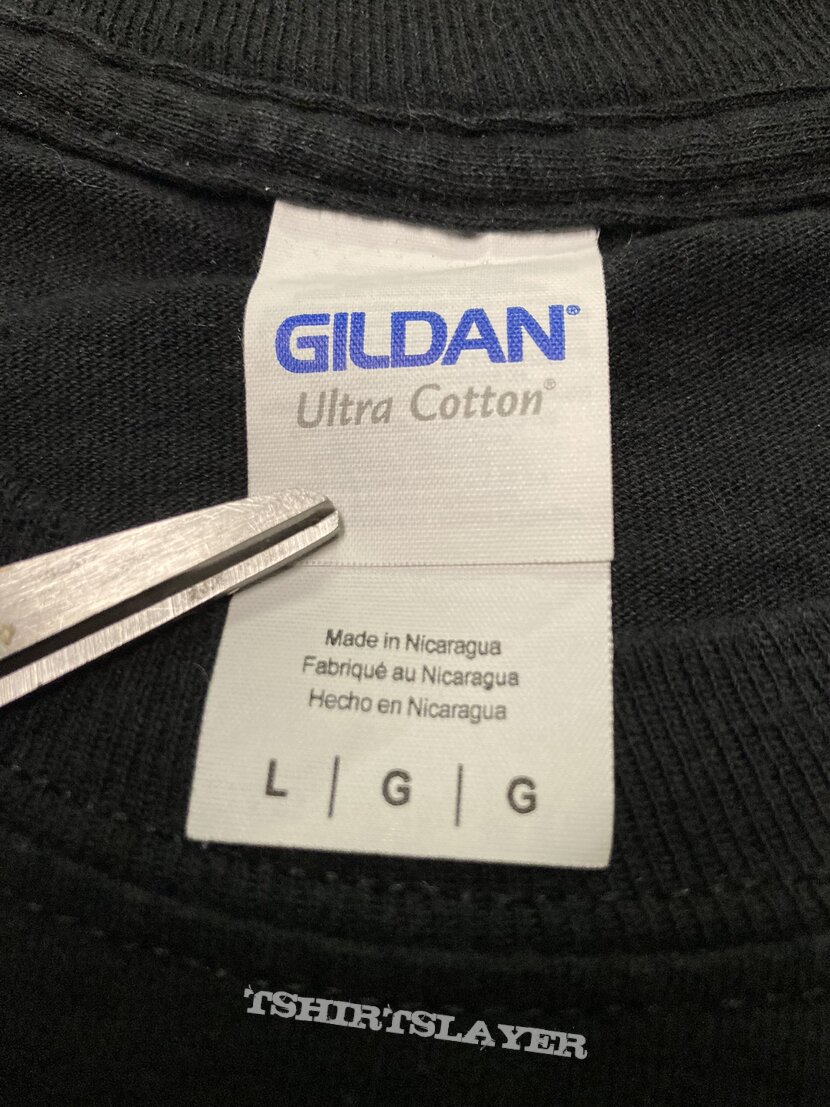 GILDAN®
Ultra Cotton®
Made in Nicaragua
Fabriqué au Nicaragua
Hecho en Nicaragua
L | G | G
TSHIRTSLAYER